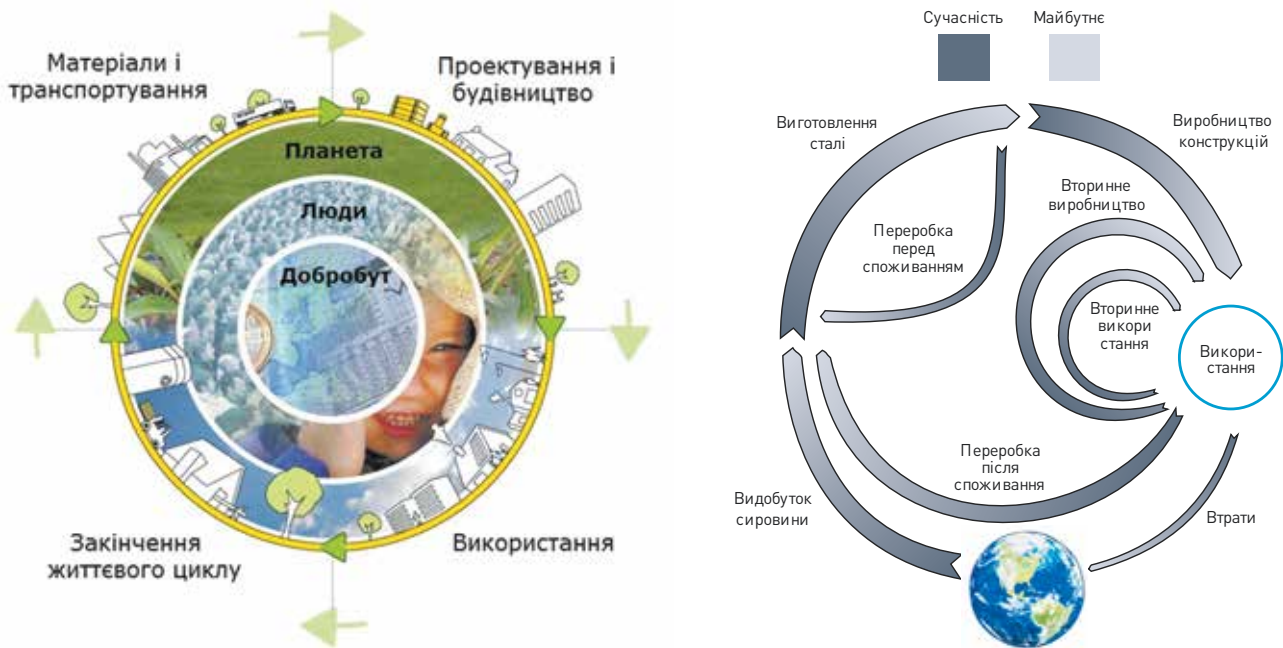 Матеріали і
транспортування
Проектування і
будівництво
Планета
Люди
Добробут
Закінчення
життєвого циклу
Використання
Сучасність
Майбутнє
Виготовлення
сталі
Виробництво
конструкцій
Вторинне
виробництво
Переробка
перед
споживанням
Вторинне
викори
стання
Викори-
стання
Переробка
після
споживання
Видобуток
сировини
Втрати